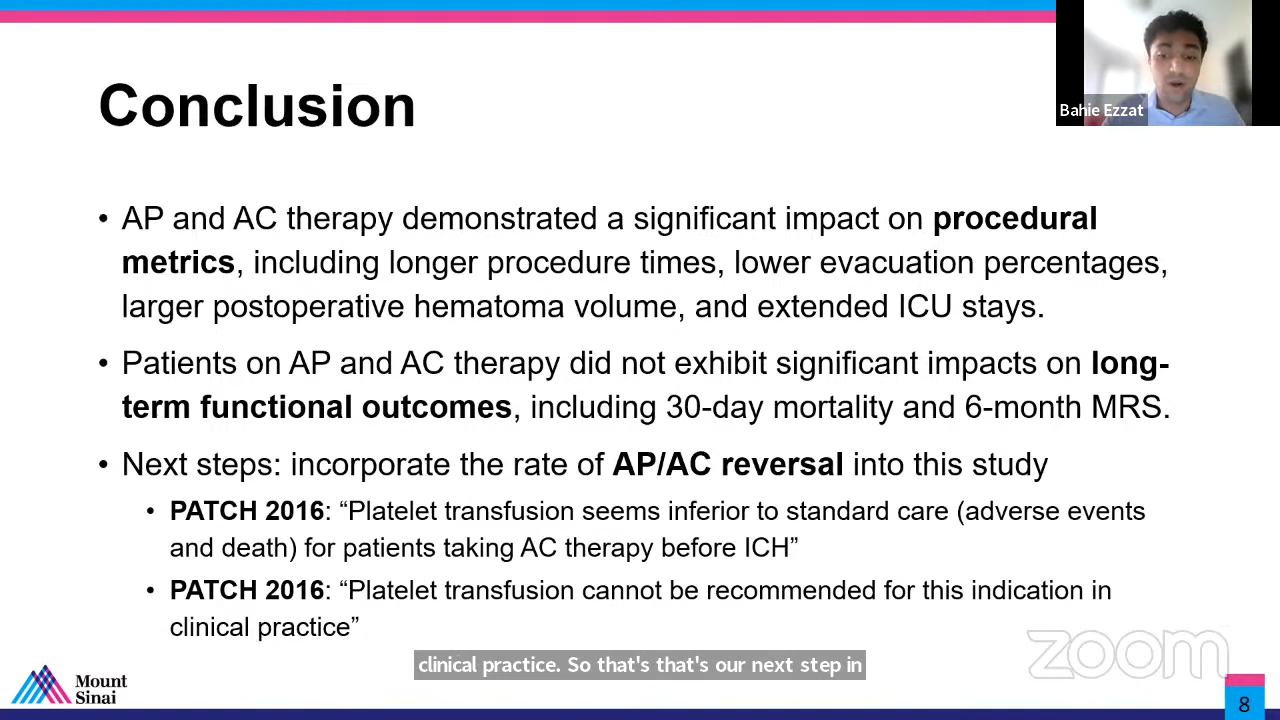 Conclusion
Bahie Ezzat
• AP and AC therapy demonstrated a significant impact on procedural
metrics, including longer procedure times, lower evacuation percentages,
larger postoperative hematoma volume, and extended ICU stays.
• Patients on AP and AC therapy did not exhibit significant impacts on long-
term functional outcomes, including 30-day mortality and 6-month MRS.
• Next steps: incorporate the rate of AP/AC reversal into this study
• PATCH 2016: “Platelet transfusion seems inferior to standard care (adverse events
and death) for patients taking AC therapy before ICH”
• PATCH 2016: “Platelet transfusion cannot be recommended for this indication in
clinical practice”
clinical practice. So that's that's our next step in
zoom
Mount
Sinai
8